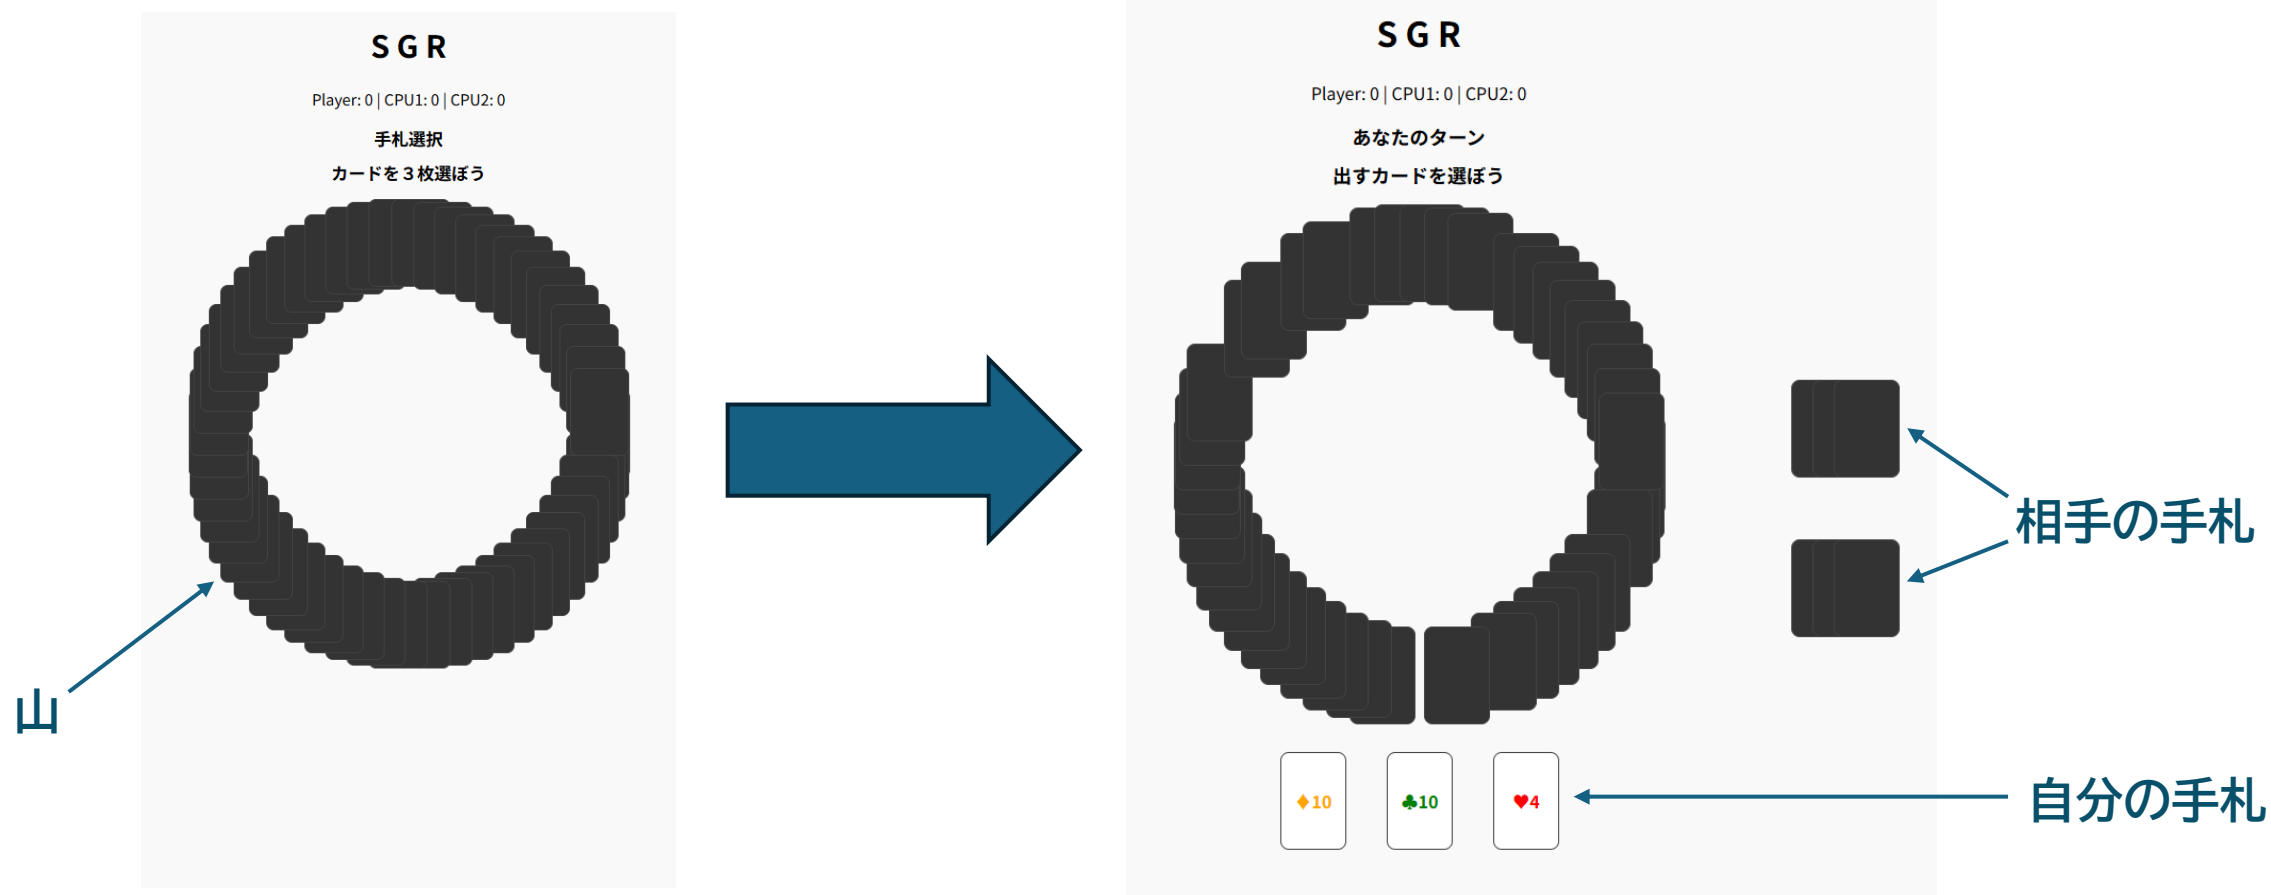 SGR
Player: 0 | CPU1: 0 | CPU2: 0
手札選択
カードを３枚選ぼう
山
SGR
Player: 0 | CPU1: 0 | CPU2: 0
あなたのターン
出すカードを選ぼう
相手の手札
♦10
♣10
♥4
自分の手札